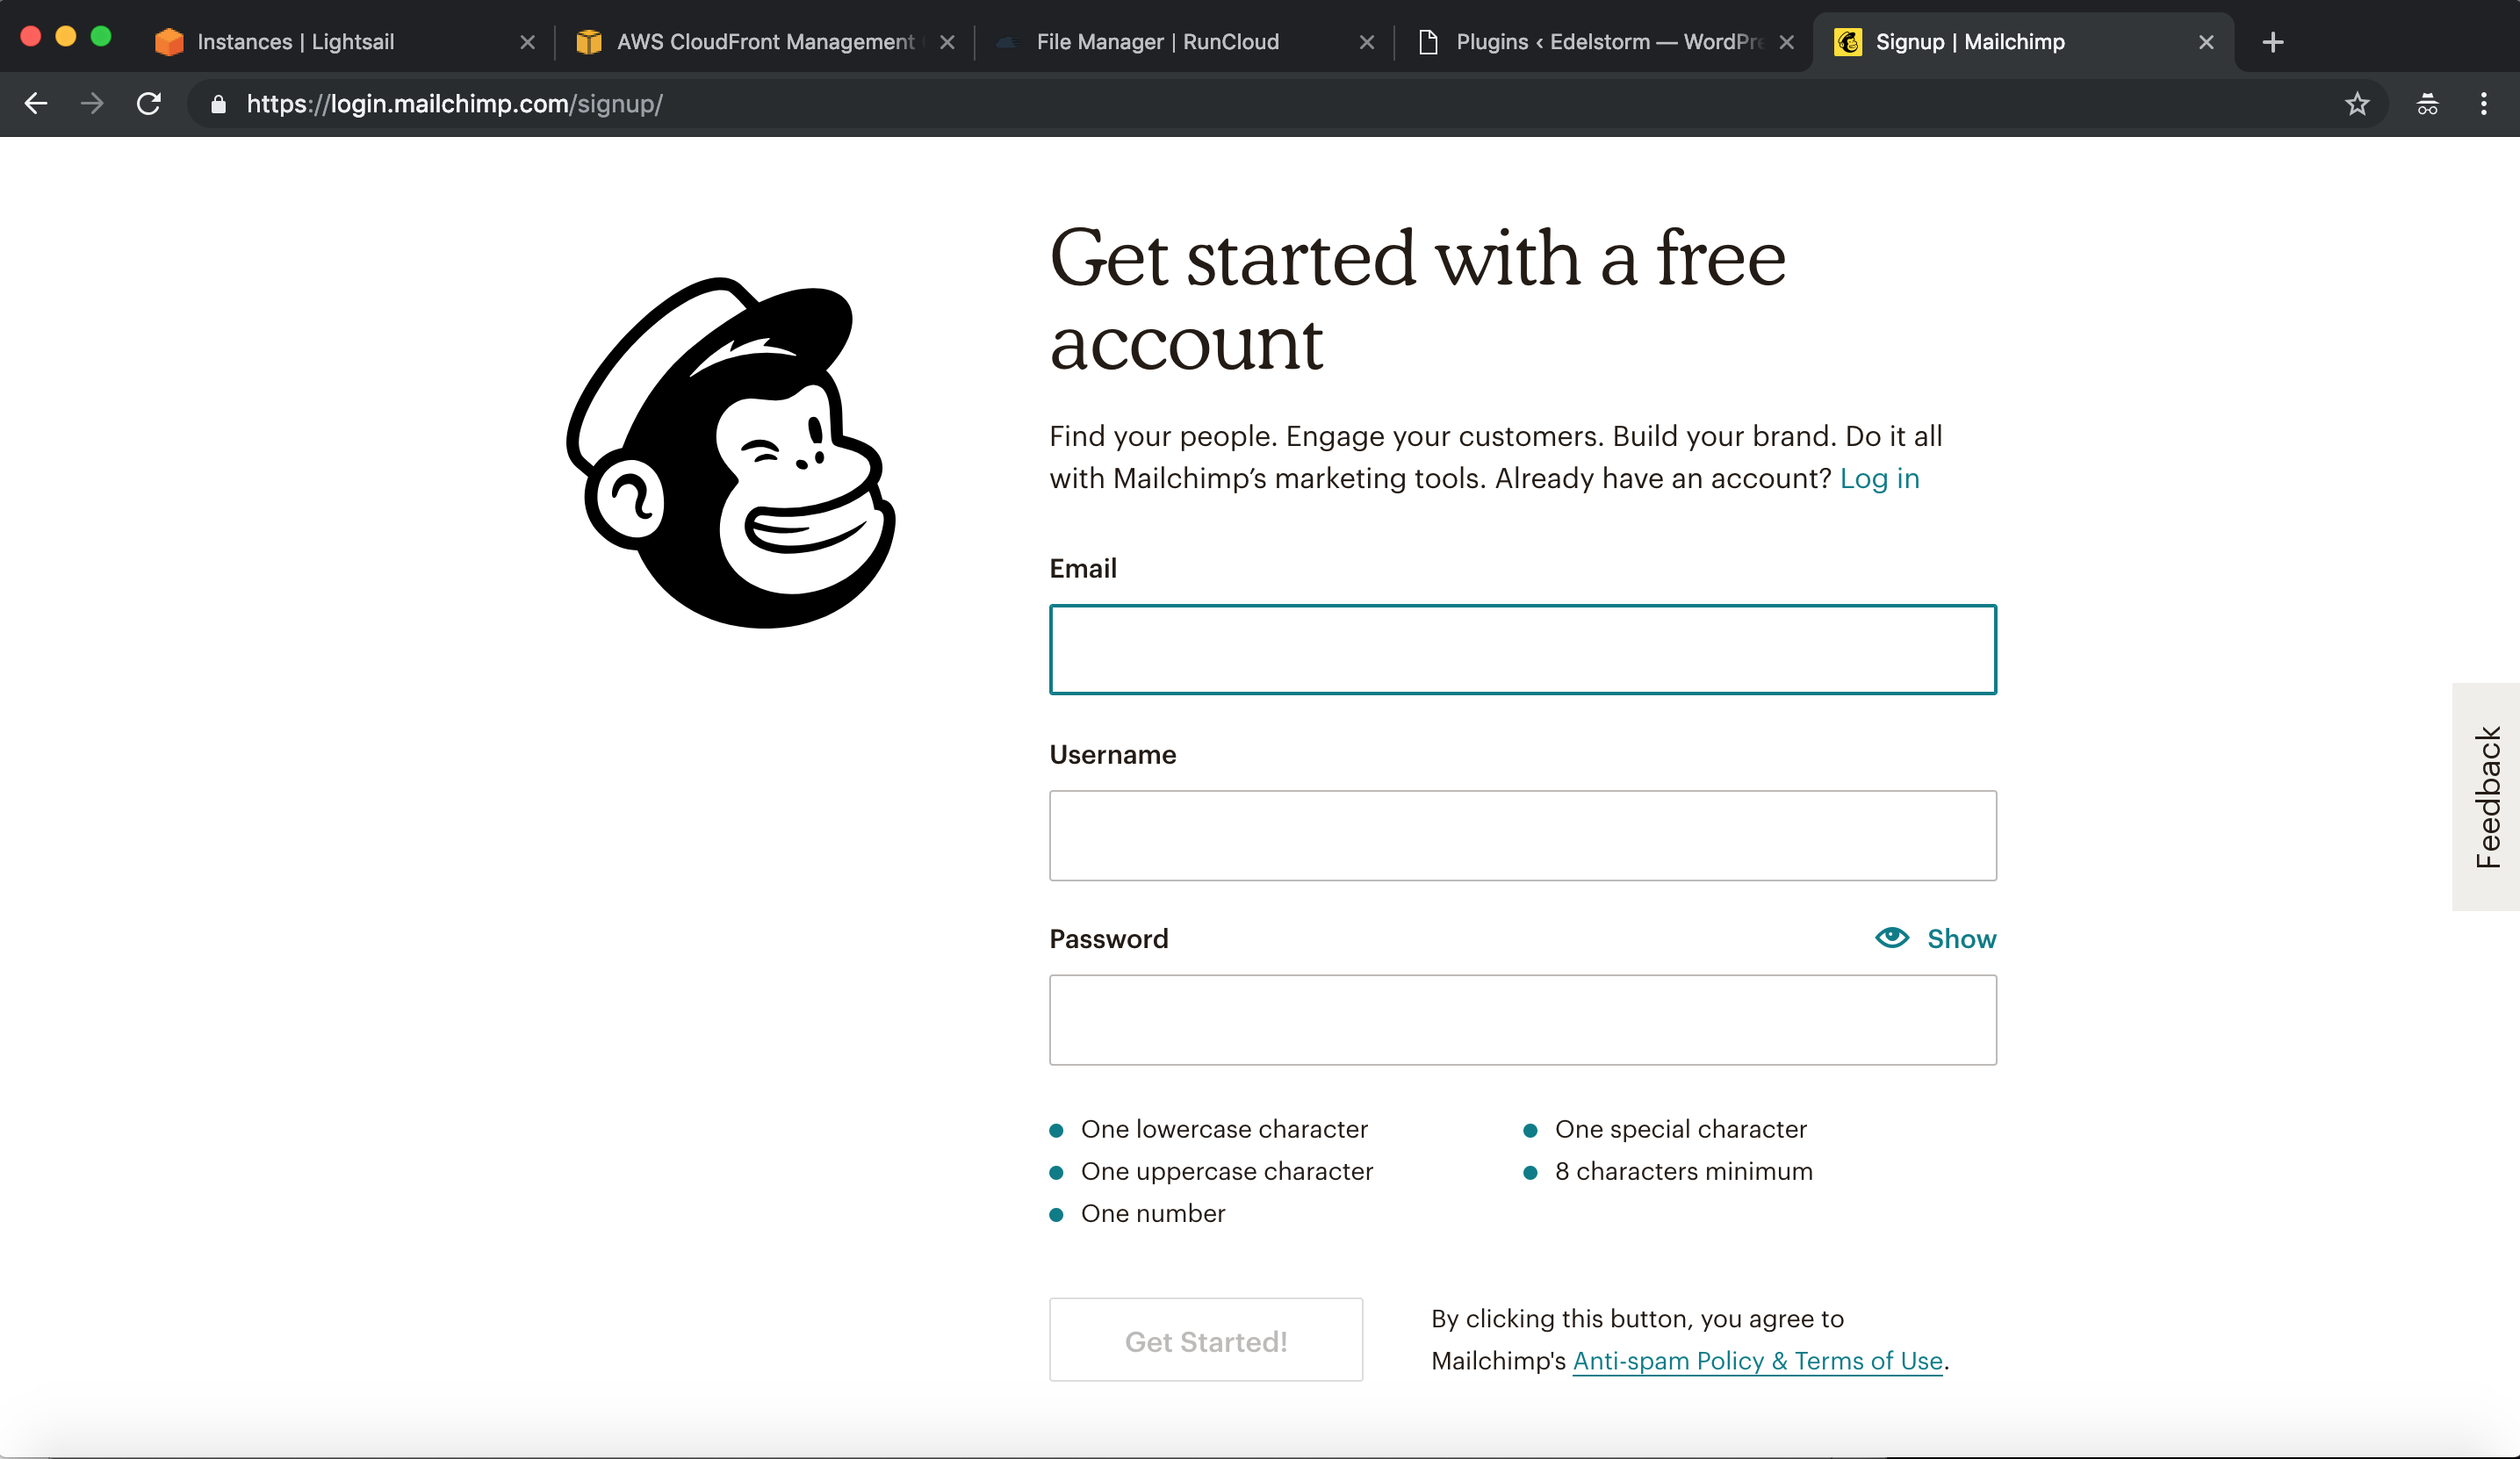 Instances | Lightsail
AWS CloudFront Management
File Manager | RunCloud
Plugins ‹ Edelstorm — WordPre
Signup | Mailchimp
https://login.mailchimp.com/signup/
Get started with a free
account
Find your people. Engage your customers. Build your brand. Do it all
with Mailchimp’s marketing tools. Already have an account? Log in
Email
Username
Password
Show
One lowercase character
One uppercase character
One number
One special character
8 characters minimum
Get Started!
By clicking this button, you agree to
Mailchimp's Anti-spam Policy & Terms of Use.
Feedback